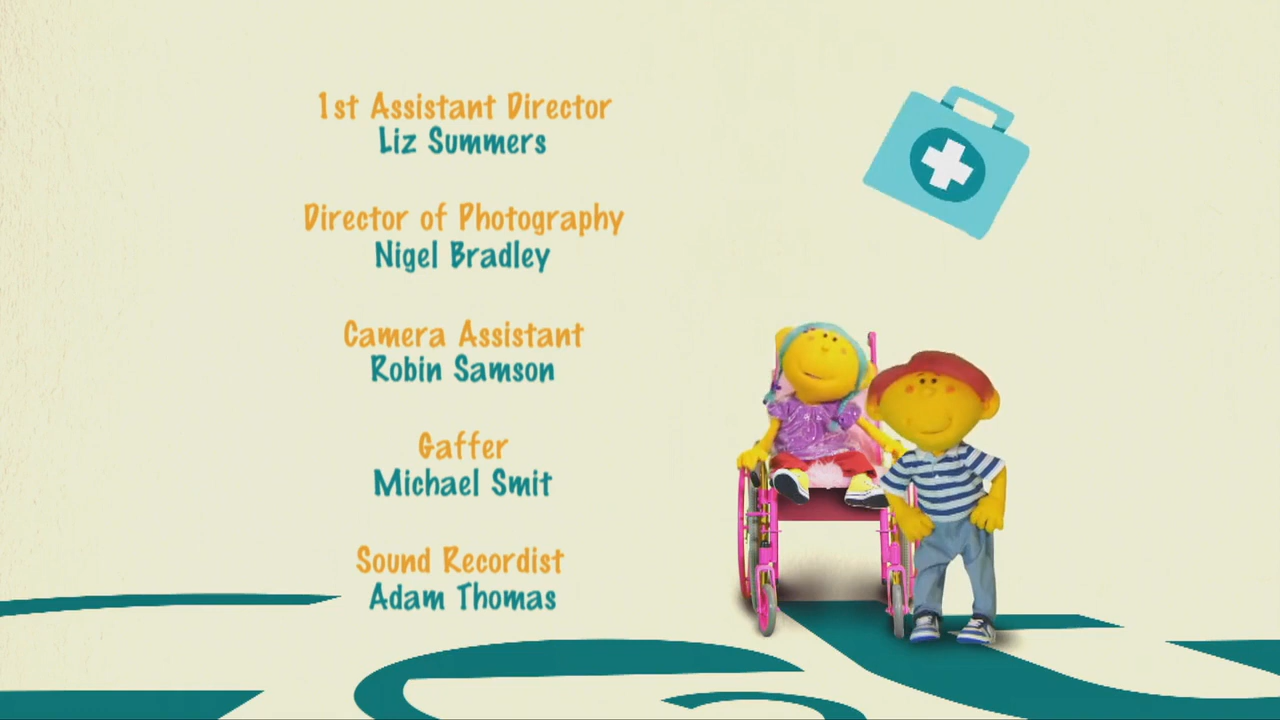 1st Assistant Director
Liz Summers
Director of Photography
Nigel Bradley
Camera Assistant
Robin Samson
Gaffer
Michael Smit
Sound Recordist
Adam Thomas